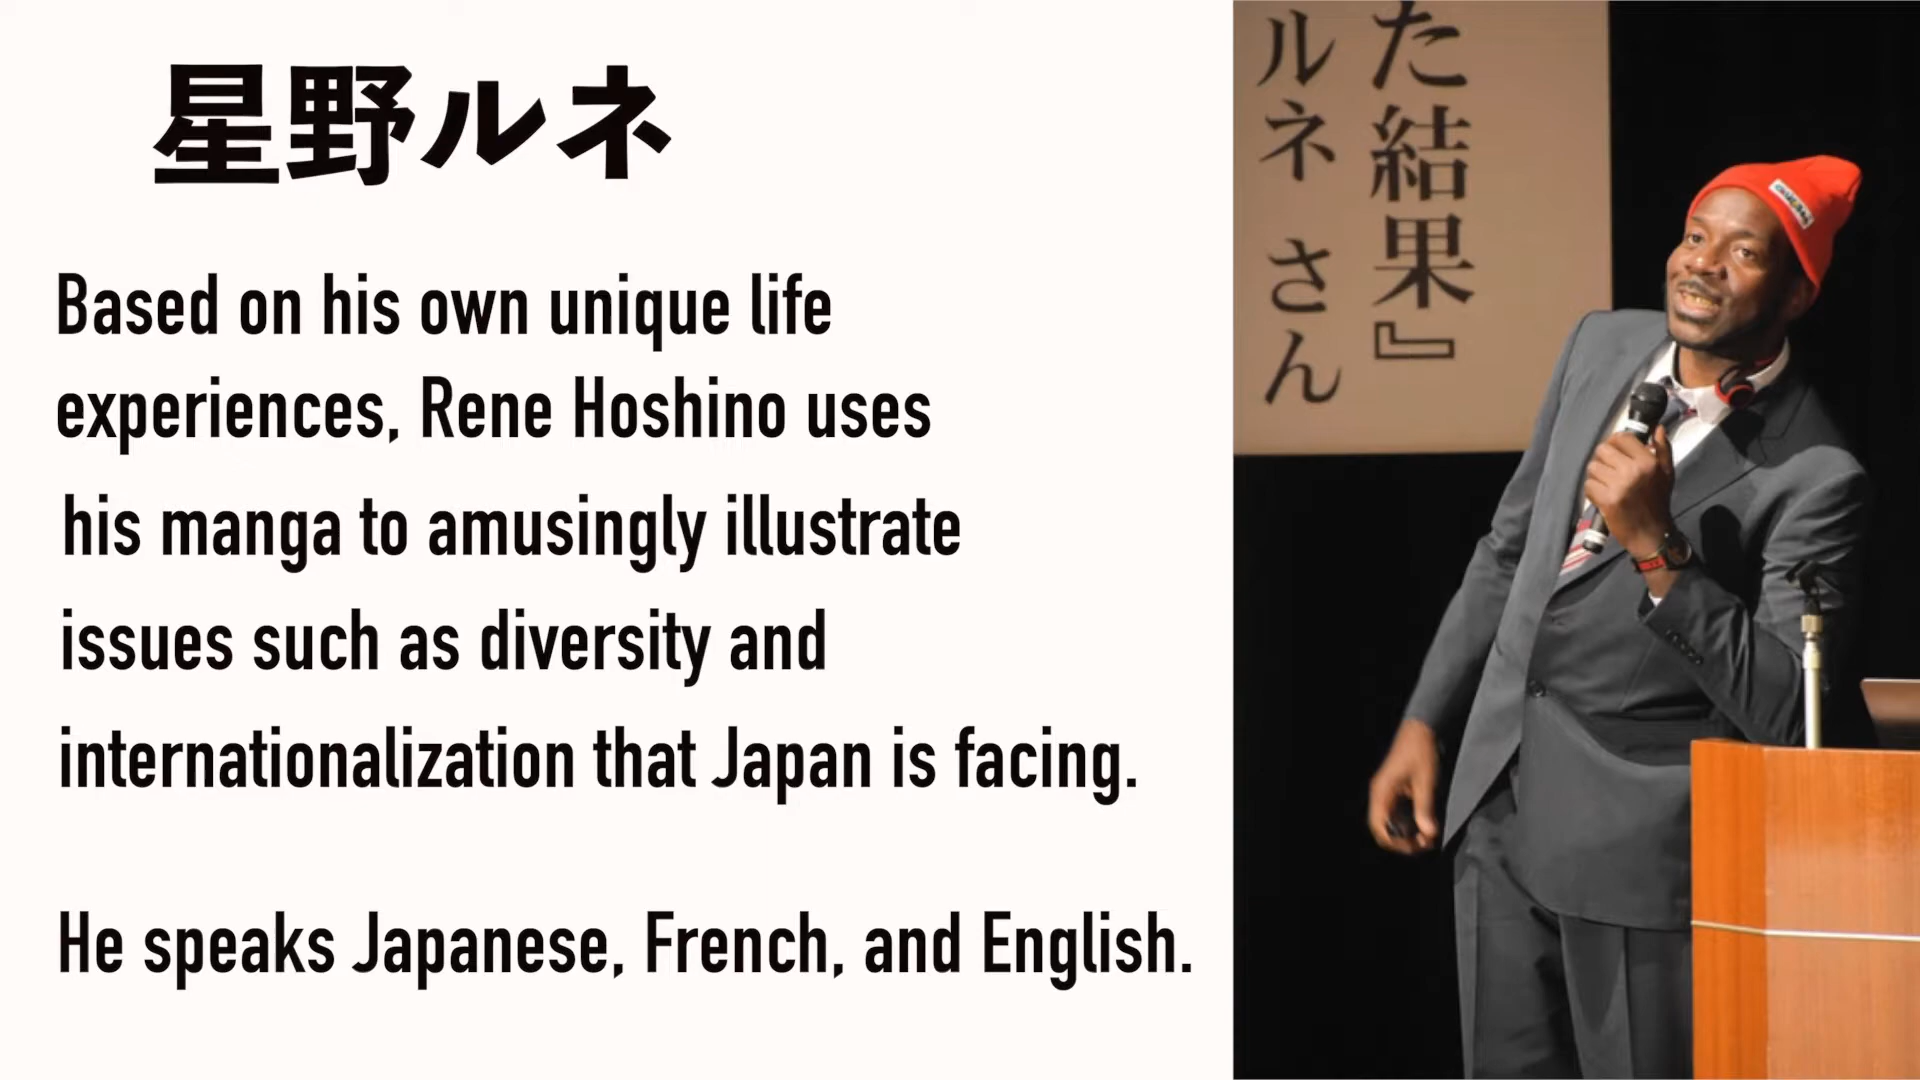 星野ルネ
Based on his own unique life
experiences, Rene Hoshino uses
his manga to amusingly illustrate
issues such as diversity and
internationalization that Japan is facing.
He speaks Japanese, French, and English.
た結果』
ルネ さん